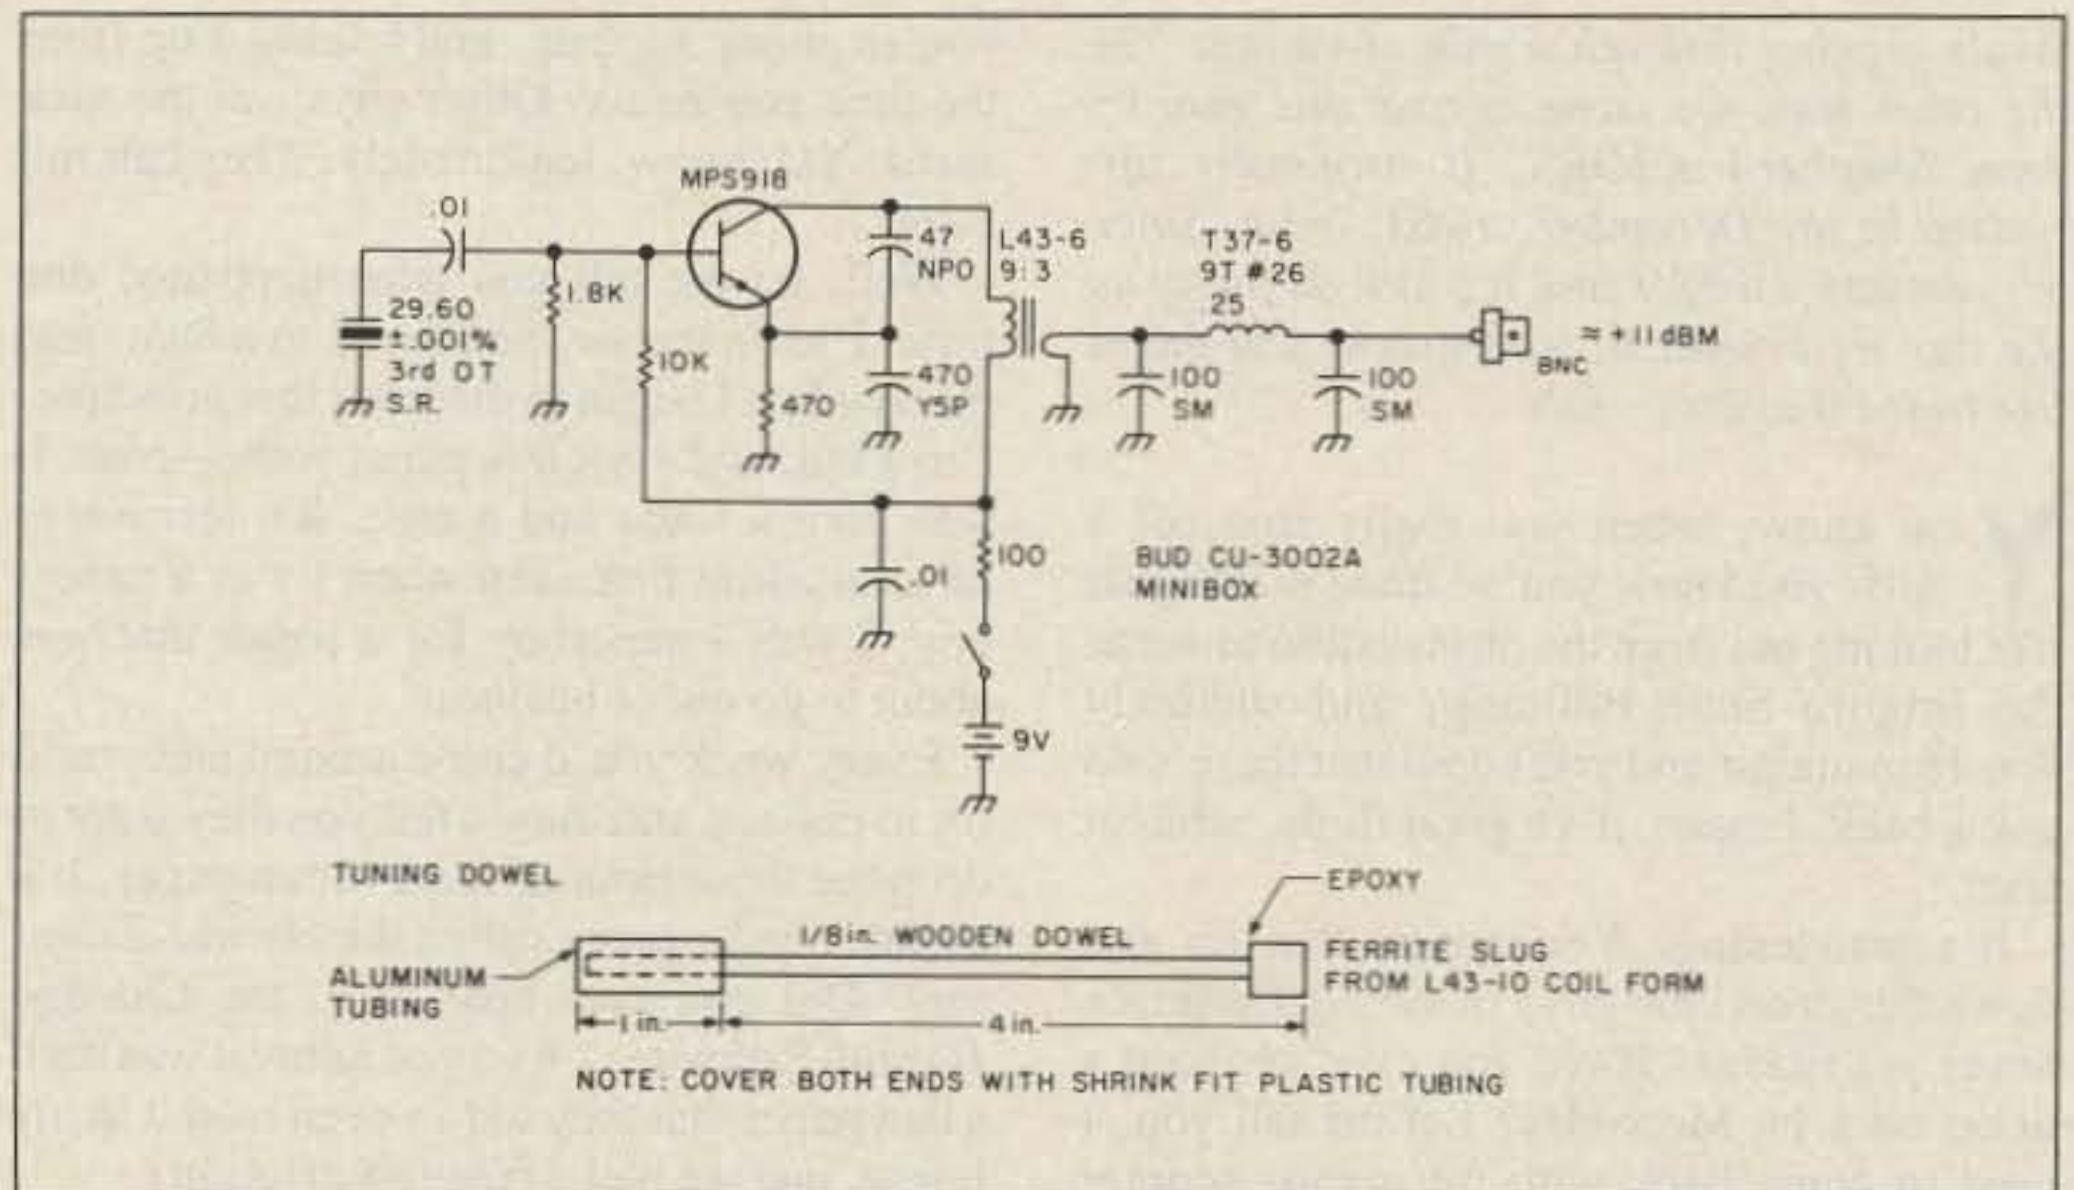 MPS918
.01
47
NPO
L43-6
9:3
T37-6
9T #26
.25
1.8K
29.60
±.001%
3rd OT
S.R.
10K
470
470
Y5P
100
SM
100
SM
BNC
≈ +11dBM
.01
100
BUD CU-3002A
MINIBOX
9V
TUNING DOWEL
EPOXY
1/8in. WOODEN DOWEL
ALUMINUM
TUBING
FERRITE SLUG
FROM L43-10 COIL FORM
1 in.
4 in.
NOTE: COVER BOTH ENDS WITH SHRINK FIT PLASTIC TUBING